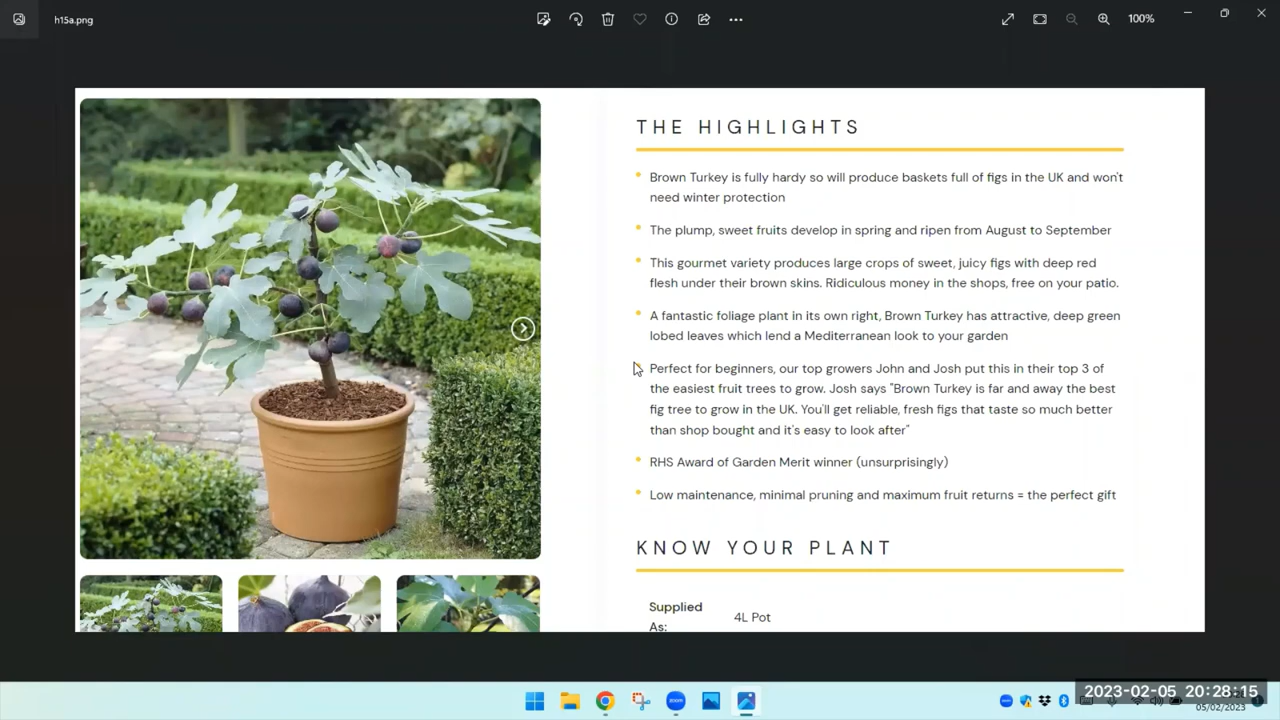 h15a.png
100%
THE HIGHLIGHTS
Brown Turkey is fully hardy so will produce baskets full of figs in the UK and won't
need winter protection
The plump, sweet fruits develop in spring and ripen from August to September
This gourmet variety produces large crops of sweet, juicy figs with deep red
flesh under their brown skins. Ridiculous money in the shops, free on your patio.
A fantastic foliage plant in its own right, Brown Turkey has attractive, deep green
lobed leaves which lend a Mediterranean look to your garden
Perfect for beginners, our top growers John and Josh put this in their top 3 of
the easiest fruit trees to grow. Josh says "Brown Turkey is far and away the best
fig tree to grow in the UK. You'll get reliable, fresh figs that taste so much better
than shop bought and it's easy to look after"
RHS Award of Garden Merit winner (unsurprisingly)
Low maintenance, minimal pruning and maximum fruit returns = the perfect gift
KNOW YOUR PLANT
Supplied
As:
4L Pot
zoom
2023-02-05 20:28:15
05/02/2023